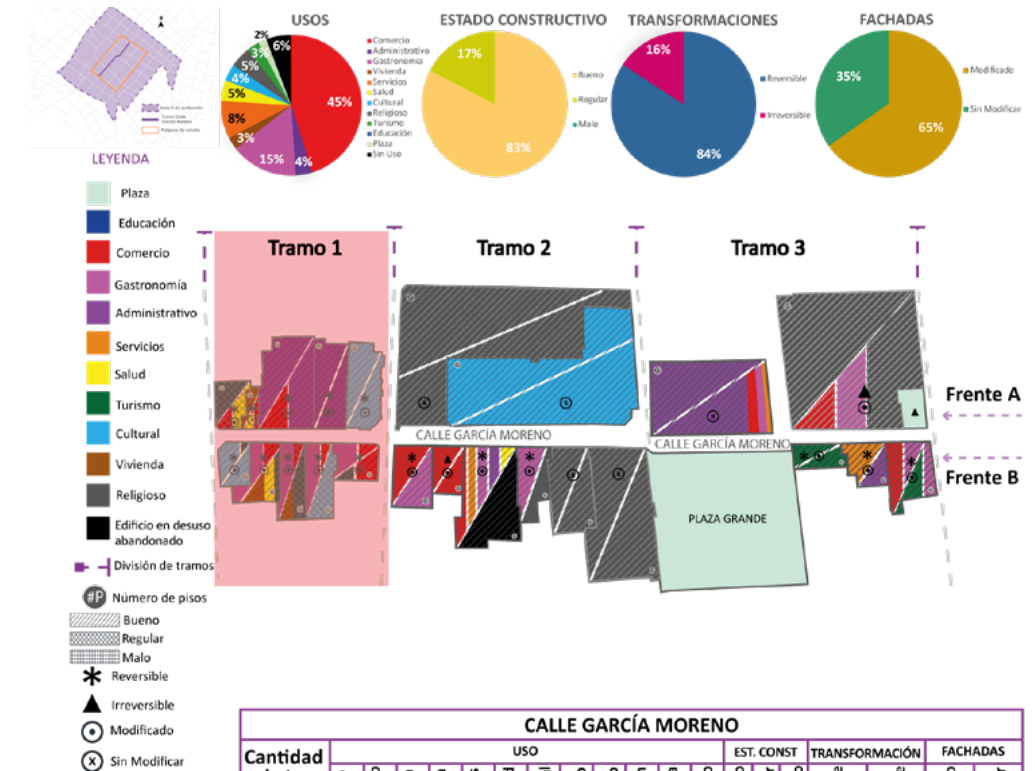 USOS
ESTADO CONSTRUCTIVO
TRANSFORMACIONES
FACHADAS
45%
4%
15%
3%
8%
5%
4%
5%
3%
2%
6%
Comercio
Administrativo
Gastronomía
Vivienda
Servicios
Salud
Cultural
Religioso
Turismo
Educación
Plaza
Sin Uso
17%
83%
Bueno
Regular
Malo
16%
84%
Reversible
Irreversible
35%
65%
Modificado
Sin Modificar
LEYENDA
Plaza
Educación
Comercio
Gastronomía
Administrativo
Servicios
Salud
Turismo
Cultural
Vivienda
Religioso
Edificio en desuso
abandonado
División de tramos
#P Número de pisos
Bueno
Regular
Malo
Reversible
Irreversible
Modificado
Sin Modificar
Tramo 1
Tramo 2
Tramo 3
Frente A
CALLE GARCÍA MORENO
CALLE GARCÍA MORENO
Frente B
PLAZA GRANDE
CALLE GARCÍA MORENO
Cantidad
USO
EST. CONST
TRANSFORMACIÓN
FACHADAS